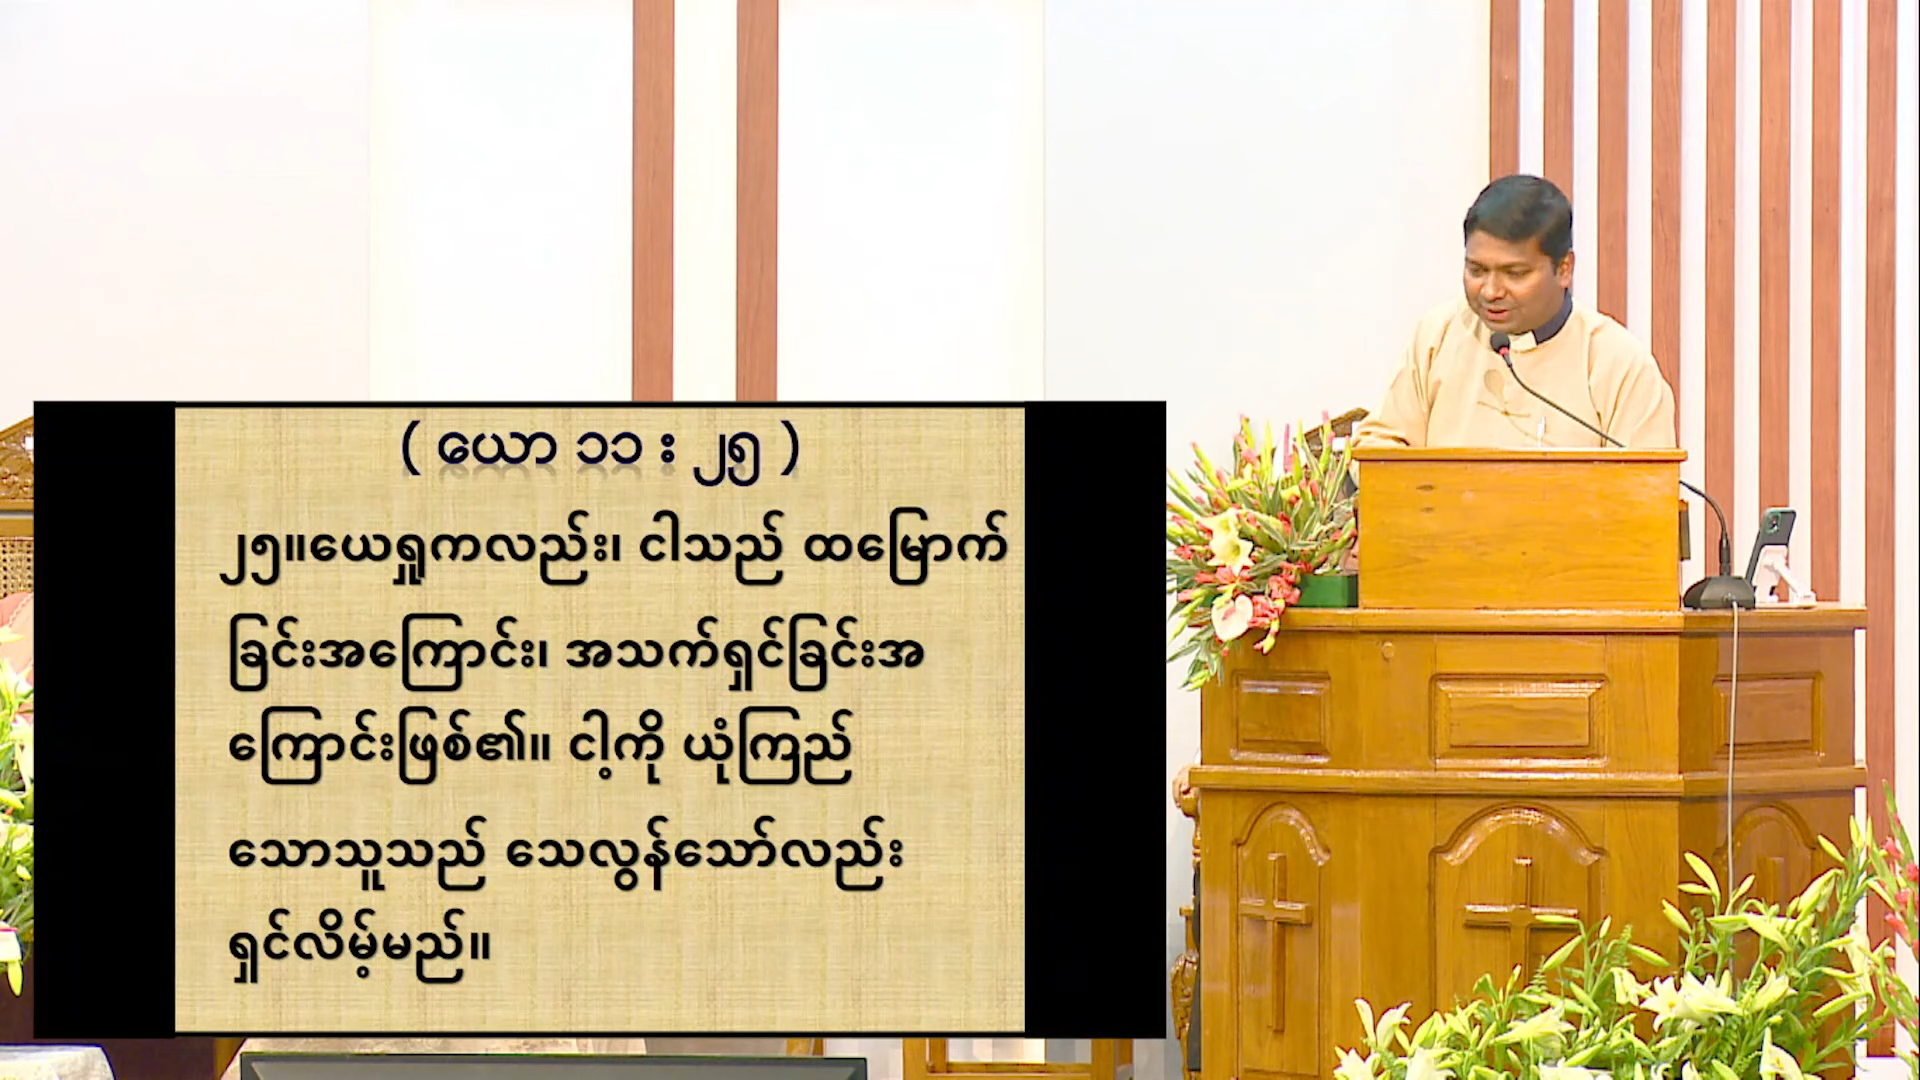 ( ယော ၁၁ : ၂၅ )
၂၅။ယေရှုကလည်း၊ ငါသည် ထမြောက်
ခြင်းအကြောင်း၊ အသက်ရှင်ခြင်းအ
ကြောင်းဖြစ်၏။ ငါ့ကို ယုံကြည်
သောသူသည် သေလွန်သော်လည်း
ရှင်လိမ့်မည်။